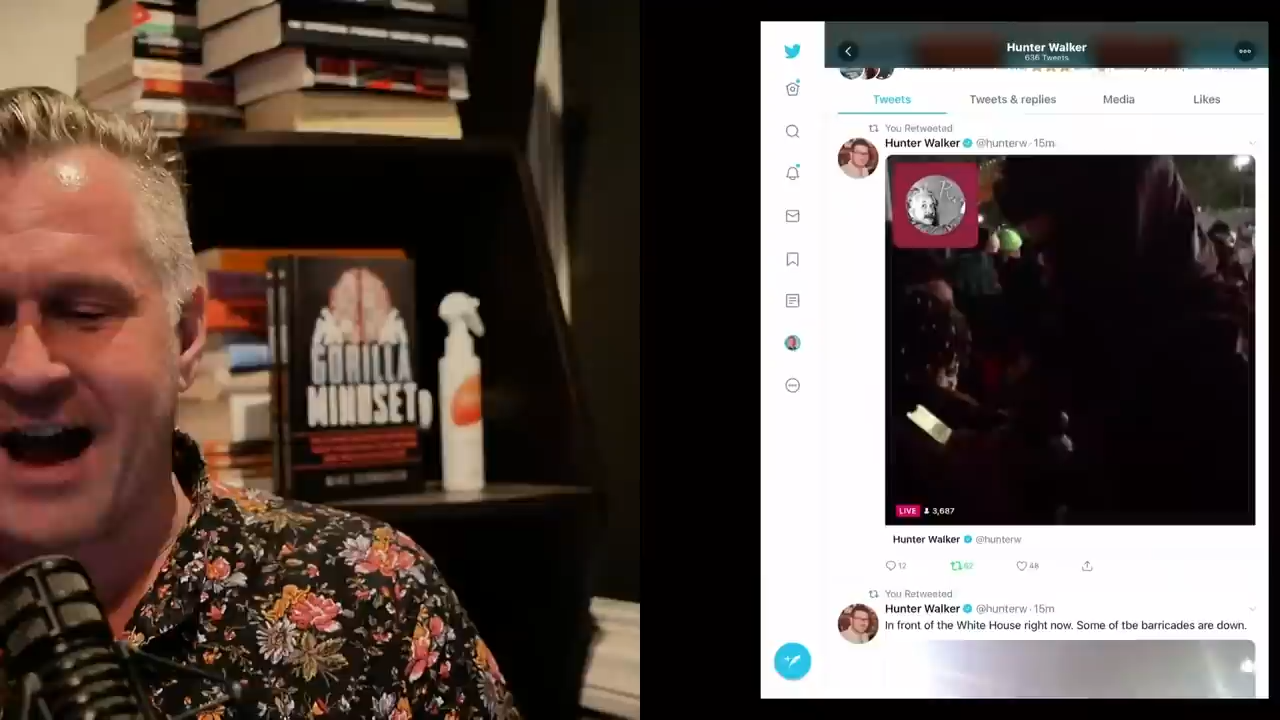 GORILLA
MINDSET
Hunter Walker
636 Tweets
Tweets
Tweets & replies
Media
Likes
You Retweeted
Hunter Walker @hunterw · 15m
LIVE 3,687
Hunter Walker @hunterw
12
62
48
You Retweeted
Hunter Walker @hunterw · 15m
In front of the White House right now. Some of tbe barricades are down.